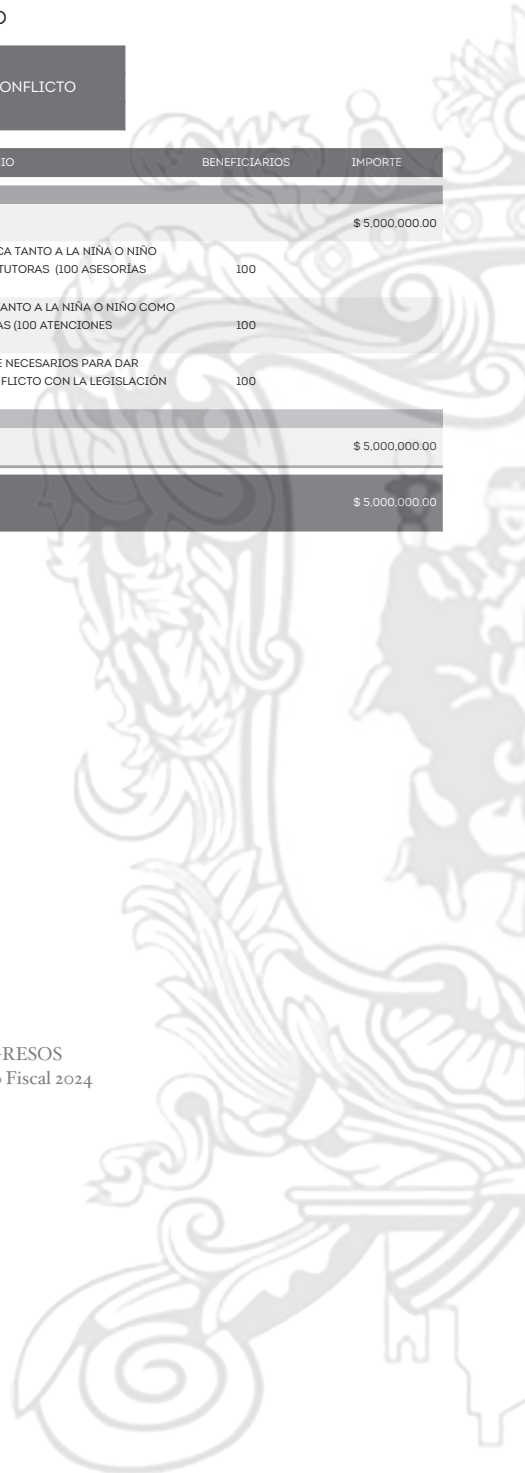 O
ONFLICTO
IO BENEFICIARIOS IMPORTE
$ 5,000,000.00
CA TANTO A LA NIÑA O NIÑO
TUTORAS (100 ASESORÍAS 100
ANTO A LA NIÑA O NIÑO COMO
AS (100 ATENCIONES 100
E NECESARIOS PARA DAR
FLICTO CON LA LEGISLACIÓN 100
$ 5,000,000.00
$ 5,000,000.00
GRESOS
o Fiscal 2024